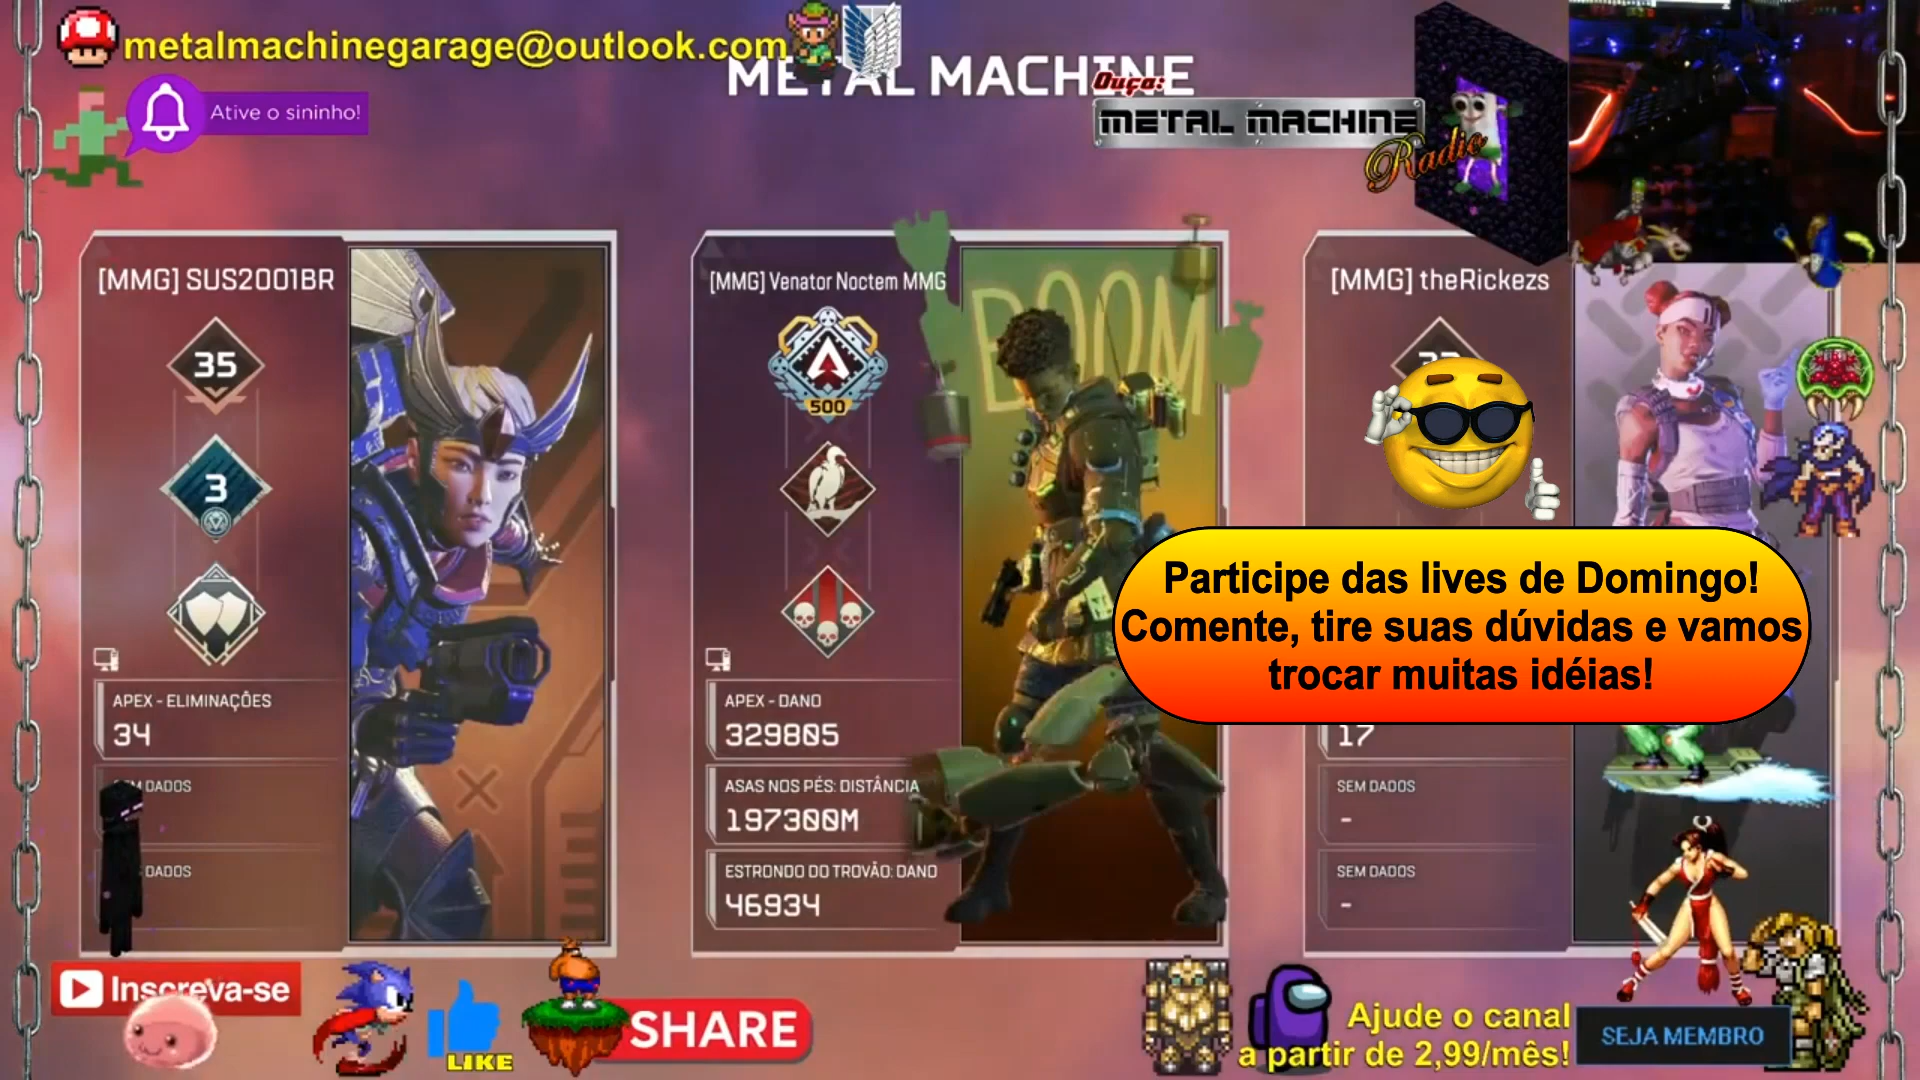 metalmachinegarage@outlook.com
METAL MACHINE
Ouça:
METAL MACHINE
Radio
Ative o sininho!
[MMG] SUS2001BR
35
3
APEX - ELIMINAÇÕES
34
DADOS
DADOS
[MMG] Venator Noctem MMG
500
BOOM
APEX - DANO
329805
ASAS NOS PÉS: DISTÂNCIA
197300M
ESTRONDO DO TROVÃO: DANO
46934
[MMG] theRickezs
Participe das lives de Domingo!
Comente, tire suas dúvidas e vamos
trocar muitas idéias!
17
SEM DADOS
-
SEM DADOS
-
Inscreva-se
LIKE
SHARE
Ajude o canal
a partir de 2,99/mês!
SEJA MEMBRO